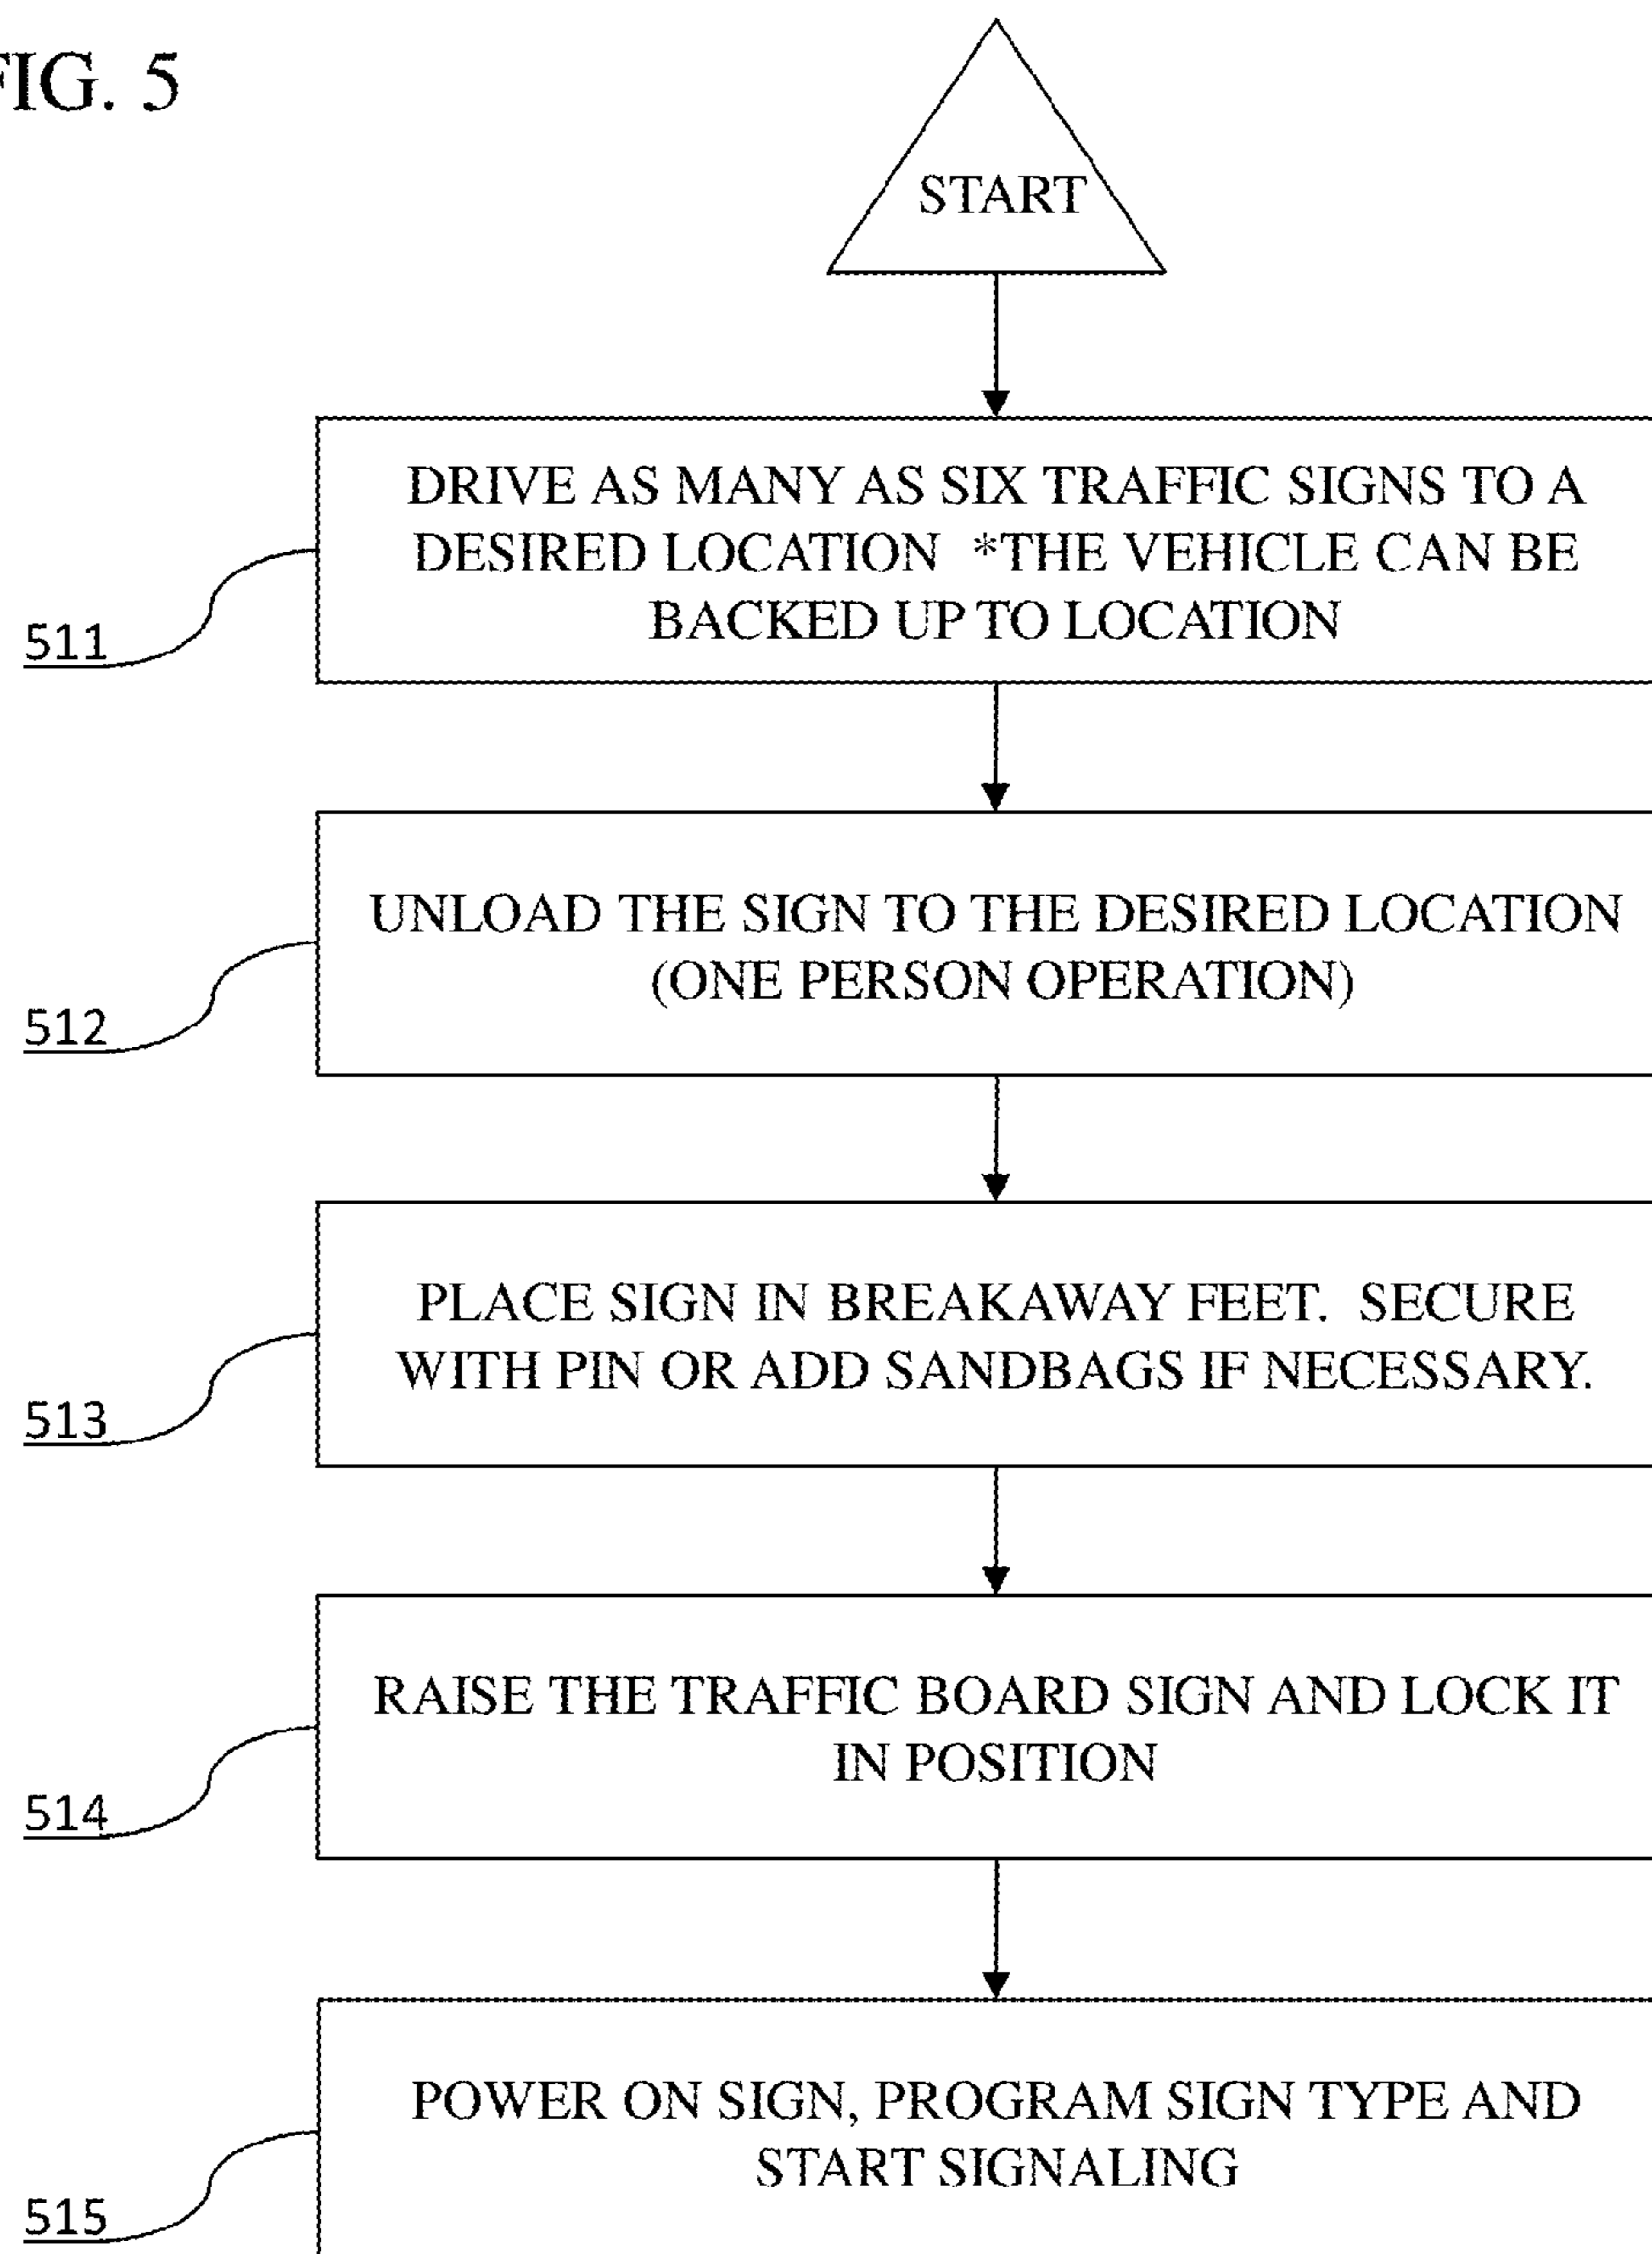 FIG. 5
START
DRIVE AS MANY AS SIX TRAFFIC SIGNS TO A
DESIRED LOCATION *THE VEHICLE CAN BE
BACKED UP TO LOCATION
511
UNLOAD THE SIGN TO THE DESIRED LOCATION
(ONE PERSON OPERATION)
512
PLACE SIGN IN BREAKAWAY FEET. SECURE
WITH PIN OR ADD SANDBAGS IF NECESSARY.
513
RAISE THE TRAFFIC BOARD SIGN AND LOCK IT
IN POSITION
514
POWER ON SIGN, PROGRAM SIGN TYPE AND
START SIGNALING
515